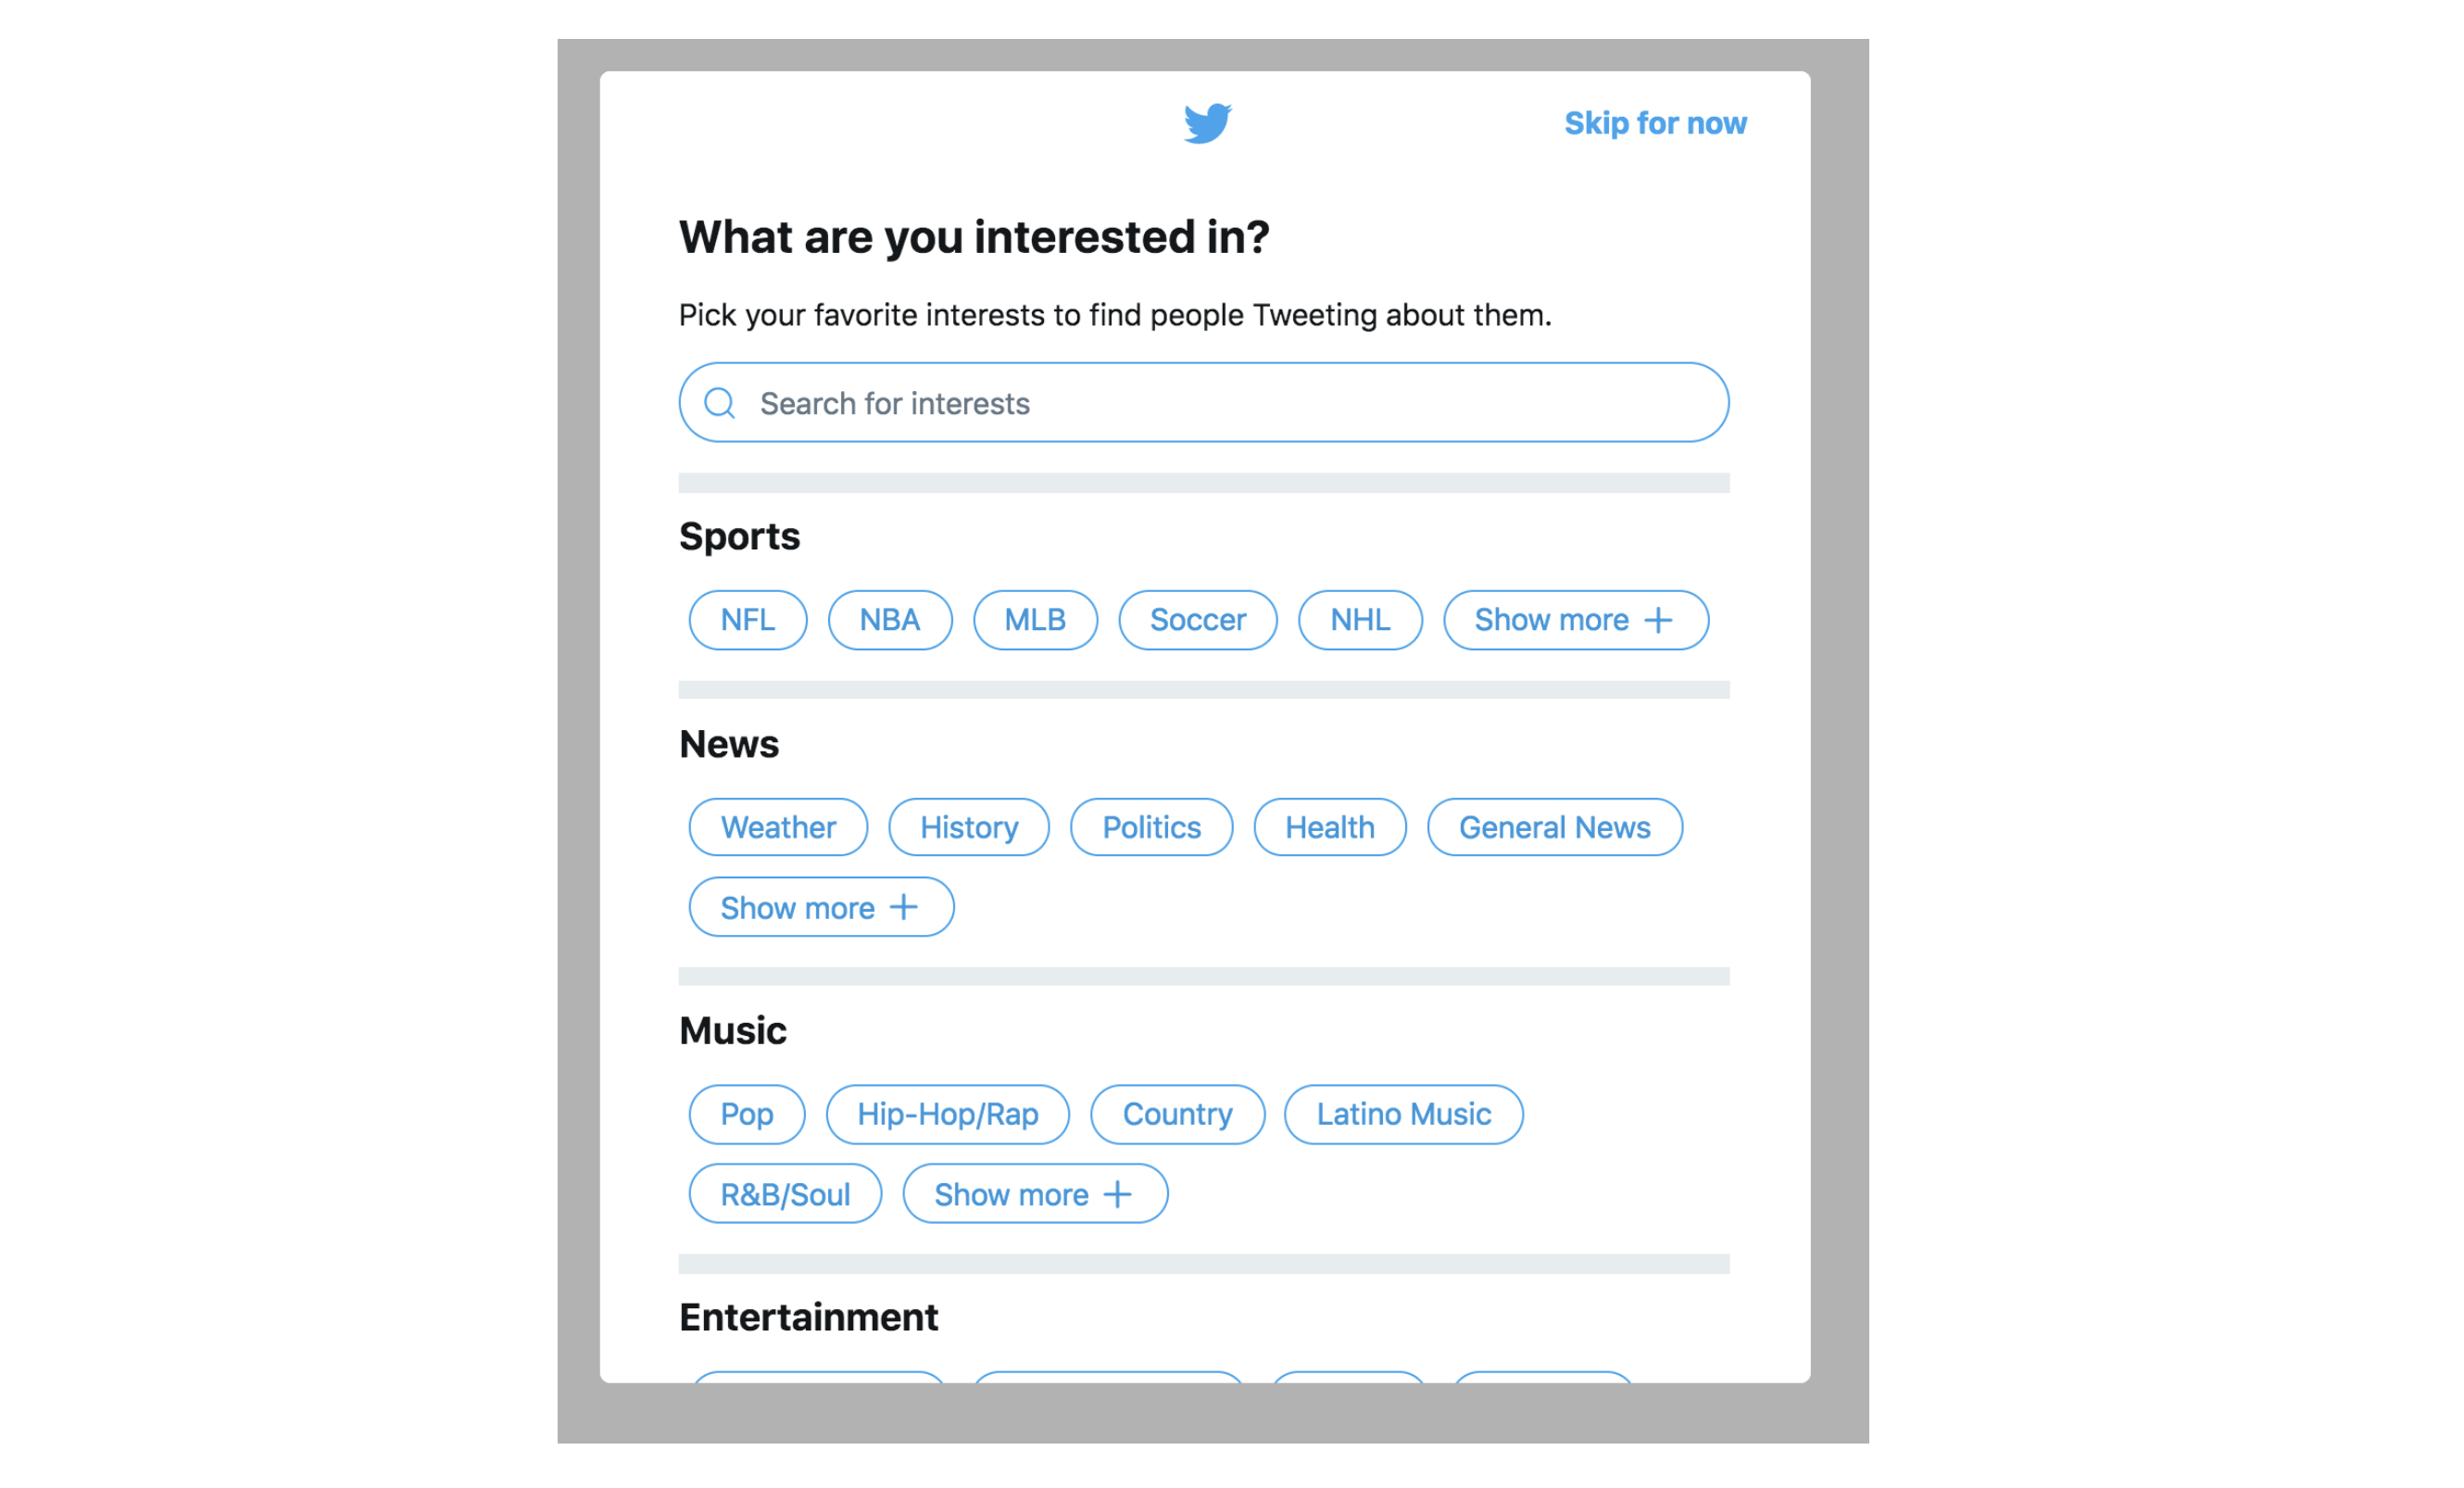 Skip for now
What are you interested in?
Pick your favorite interests to find people Tweeting about them.
Search for interests
Sports
NFL NBA MLB Soccer NHL Show more +
News
Weather History Politics Health General News
Show more +
Music
Pop Hip-Hop/Rap Country Latino Music
R&B/Soul Show more +
Entertainment